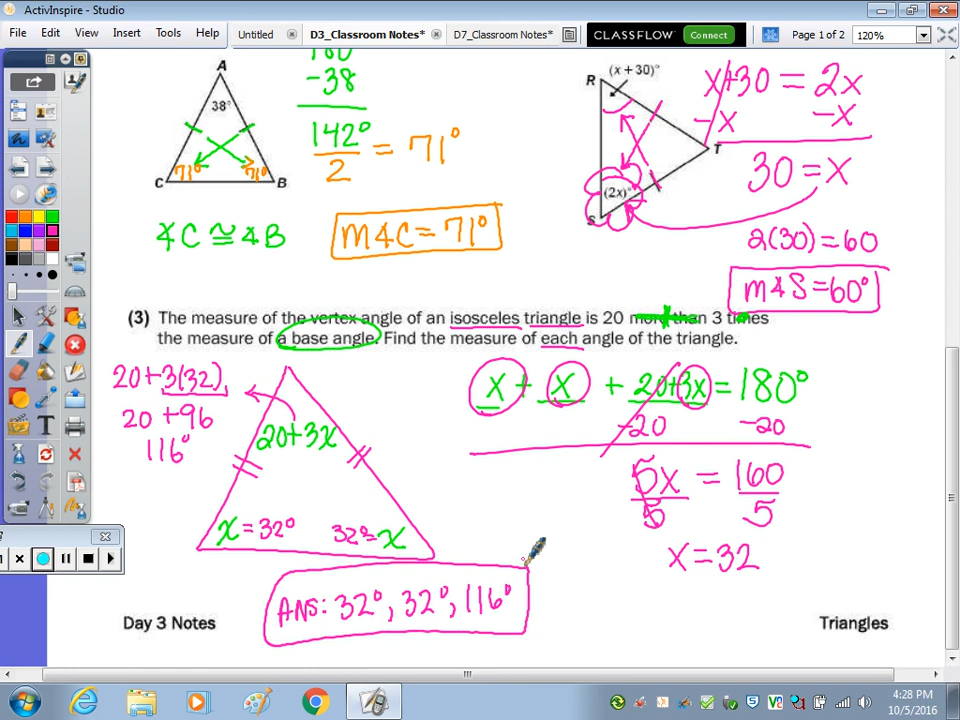 ActivInspire - Studio
File Edit View Insert Tools Help
Untitled
D3_Classroom Notes*
D7_Classroom Notes*
CLASSFLOW Connect
Page 1 of 2
120%
180
-38
142°
2
= 71°
A
38°
71°
71°
C
B
∡C ≅ ∡B
m∡C = 71°
R
(x + 30)°
T
(2x)°
S
x+30 = 2x
-x -x
30 = x
2(30) = 60
m∡S = 60°
(3) The measure of the vertex angle of an isosceles triangle is 20 more than 3 times
the measure of a base angle. Find the measure of each angle of the triangle.
20+3(32)
20 + 96
116°
20+3x
x = 32°
32° = x
x + x + 20+3x = 180°
-20 -20
5x = 160
5 5
x = 32
ANS: 32°, 32°, 116°
Day 3 Notes
Triangles
4:28 PM
10/5/2016